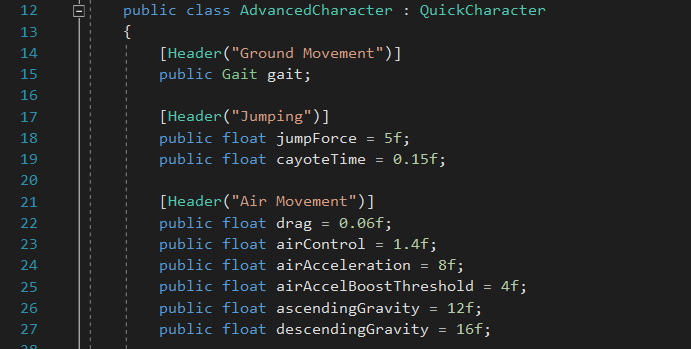 12 public class AdvancedCharacter : QuickCharacter
13 {
14 [Header("Ground Movement")]
15 public Gait gait;
16
17 [Header("Jumping")]
18 public float jumpForce = 5f;
19 public float cayoteTime = 0.15f;
20
21 [Header("Air Movement")]
22 public float drag = 0.06f;
23 public float airControl = 1.4f;
24 public float airAcceleration = 8f;
25 public float airAccelBoostThreshold = 4f;
26 public float ascendingGravity = 12f;
27 public float descendingGravity = 16f;